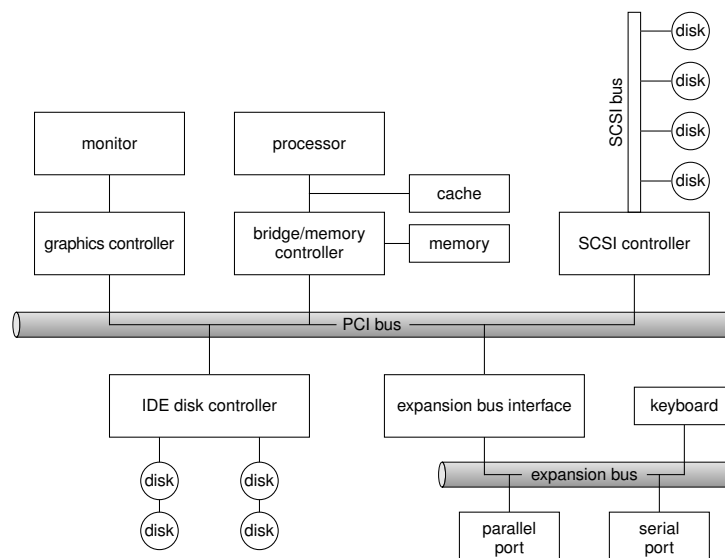 disk
disk
SCSI bus
disk
disk
monitor
processor
cache
graphics controller
bridge/memory
controller
memory
SCSI controller
PCI bus
IDE disk controller
expansion bus interface
keyboard
disk
disk
expansion bus
disk
disk
parallel
port
serial
port